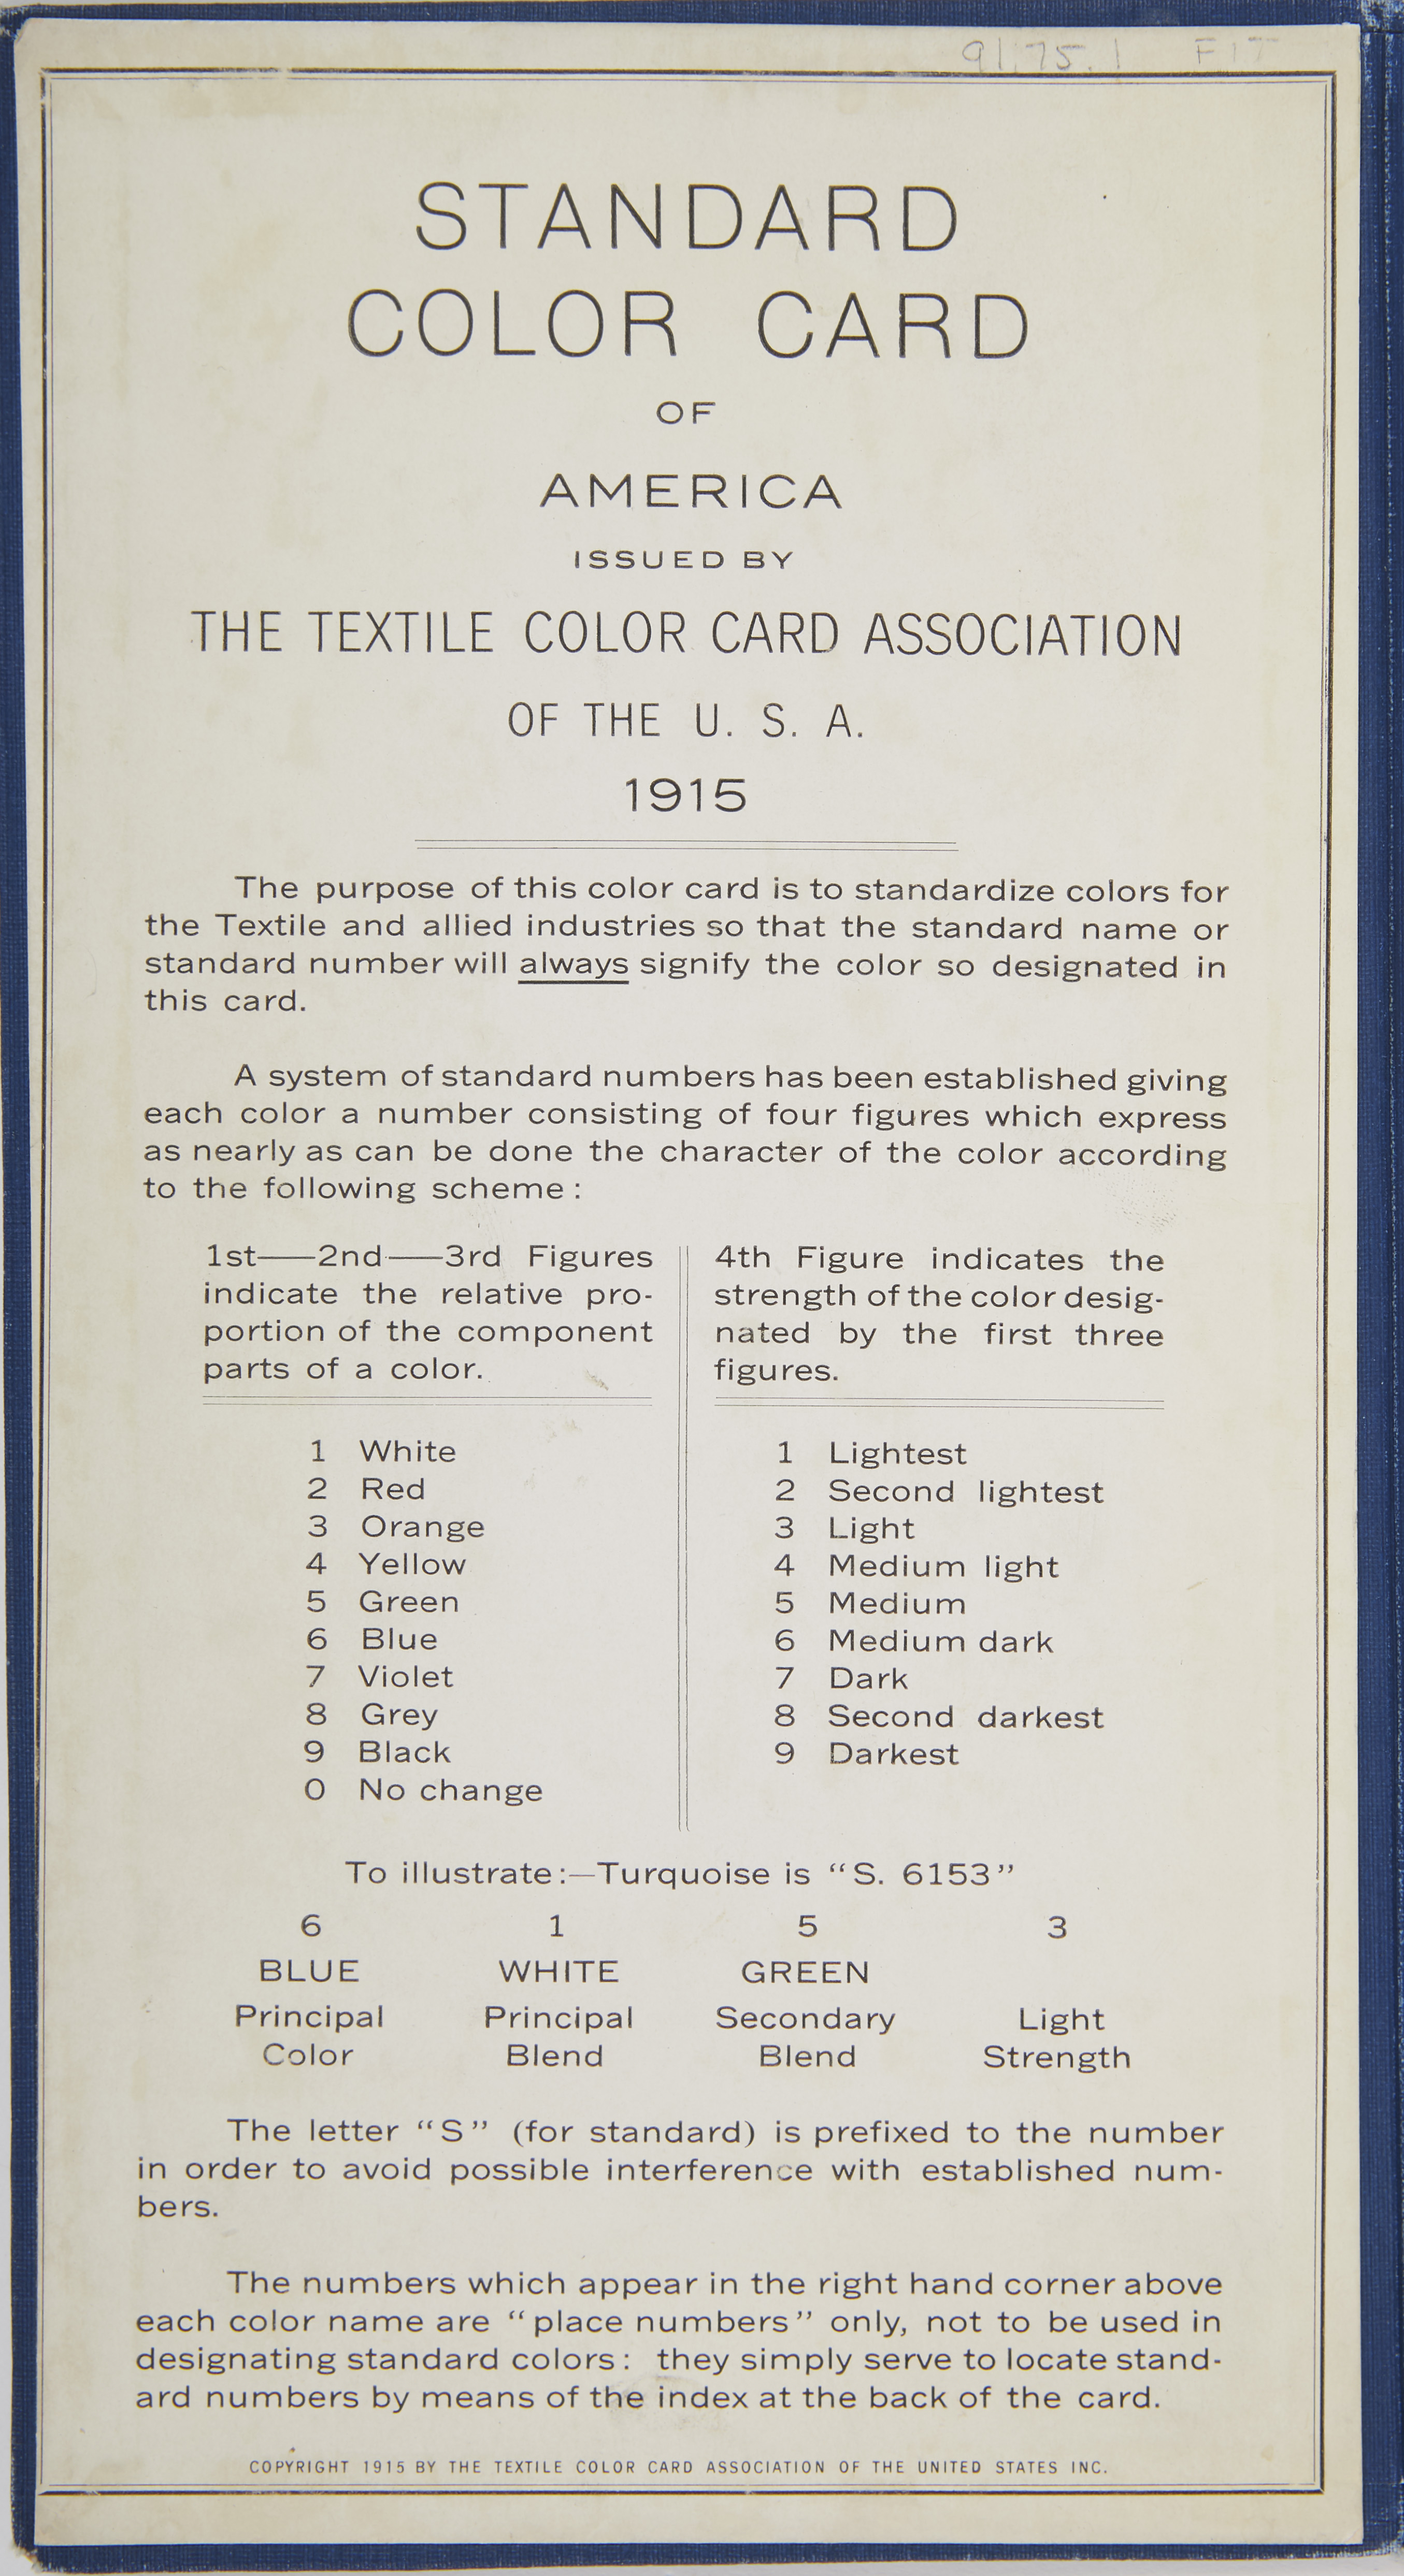 91.75.1 FIT
STANDARD
COLOR CARD
OF
AMERICA
ISSUED BY
THE TEXTILE COLOR CARD ASSOCIATION
OF THE U. S. A.
1915
The purpose of this color card is to standardize colors for
the Textile and allied industries so that the standard name or
standard number will always signify the color so designated in
this card.
A system of standard numbers has been established giving
each color a number consisting of four figures which express
as nearly as can be done the character of the color according
to the following scheme:
1st—2nd—3rd Figures
indicate the relative pro-
portion of the component
parts of a color.
1 White
2 Red
3 Orange
4 Yellow
5 Green
6 Blue
7 Violet
8 Grey
9 Black
0 No change
4th Figure indicates the
strength of the color desig-
nated by the first three
figures.
1 Lightest
2 Second lightest
3 Light
4 Medium light
5 Medium
6 Medium dark
7 Dark
8 Second darkest
9 Darkest
To illustrate:—Turquoise is “S. 6153”
6 1 5 3
BLUE WHITE GREEN
Principal Principal Secondary Light
Color Blend Blend Strength
The letter “S” (for standard) is prefixed to the number
in order to avoid possible interference with established num-
bers.
The numbers which appear in the right hand corner above
each color name are “place numbers” only, not to be used in
designating standard colors: they simply serve to locate stand-
ard numbers by means of the index at the back of the card.
COPYRIGHT 1915 BY THE TEXTILE COLOR CARD ASSOCIATION OF THE UNITED STATES INC.